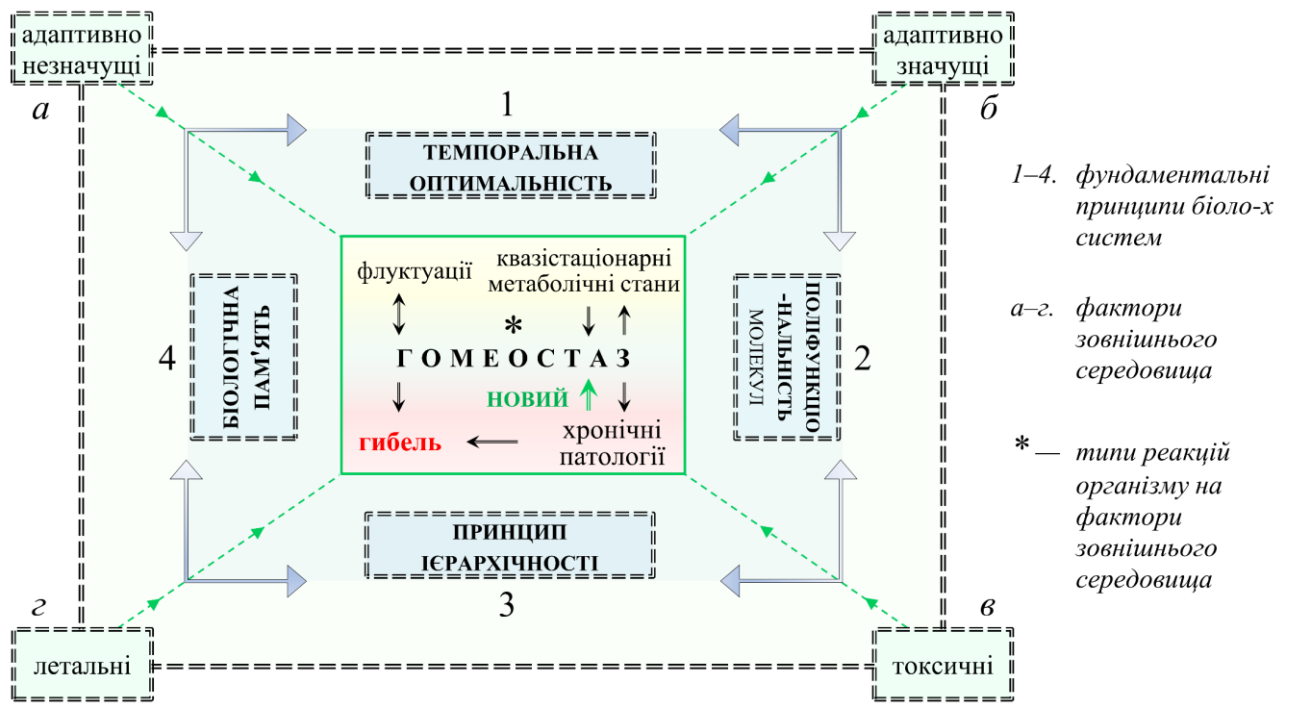 адаптивно
незначущі
а
адаптивно
значущі
б
1
ТЕМПОРАЛЬНА
ОПТИМАЛЬНІСТЬ
4
БІОЛОГІЧНА
ПАМ'ЯТЬ
флуктуації
квазістаціонарні
метаболічні стани
*
ГОМЕОСТАЗ
НОВИЙ
гибель
хронічні
патології
ПОЛІФУНКЦІО
-НАЛЬНІСТЬ
МОЛЕКУЛ
2
ПРИНЦИП
ІЄРАРХІЧНОСТІ
3
г
летальні
в
токсичні
1–4. фундаментальні
принципи біоло-х
систем
а–г. фактори
зовнішнього
середовища
* — типи реакцій
організму на
фактори
зовнішнього
середовища